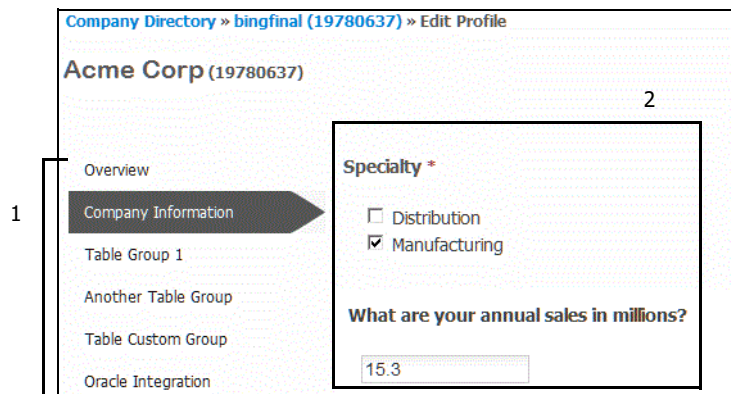 Company Directory » bingfinal (19780637) » Edit Profile
Acme Corp (19780637)
2
1
Overview
Company Information
Table Group 1
Another Table Group
Table Custom Group
Oracle Integration
Specialty *
Distribution
Manufacturing
What are your annual sales in millions?
15.3